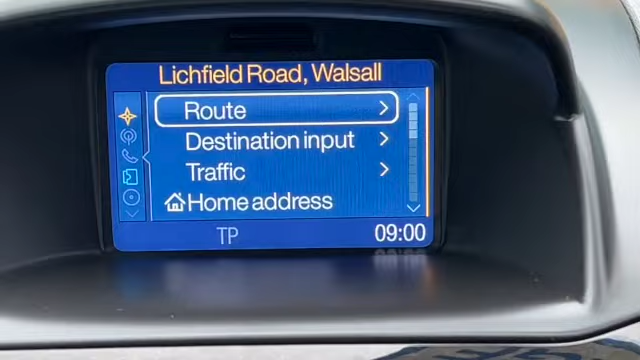 Lichfield Road, Walsall
Route
Destination input
Traffic
Home address
TP 09:00